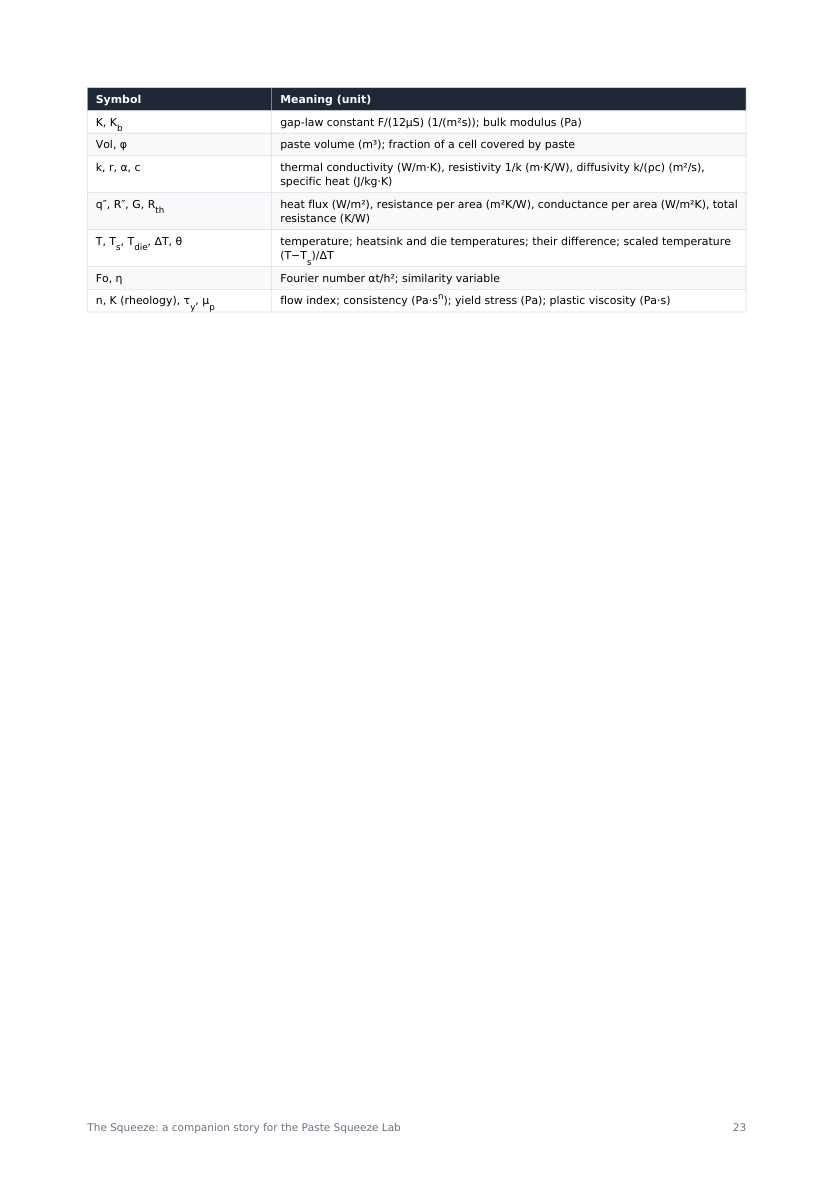 Symbol Meaning (unit)
K, K_b gap-law constant F/(12μS) (1/(m²s)); bulk modulus (Pa)
Vol, φ paste volume (m³); fraction of a cell covered by paste
k, r, α, c thermal conductivity (W/m·K), resistivity 1/k (m·K/W), diffusivity k/(ρc) (m²/s),
specific heat (J/kg·K)
q″, R″, G, R_th heat flux (W/m²), resistance per area (m²K/W), conductance per area (W/m²K), total
resistance (K/W)
T, T_s, T_die, ΔT, θ temperature; heatsink and die temperatures; their difference; scaled temperature
(T−T_s)/ΔT
Fo, η Fourier number αt/h²; similarity variable
n, K (rheology), τ_y, μ_p flow index; consistency (Pa·sⁿ); yield stress (Pa); plastic viscosity (Pa·s)
The Squeeze: a companion story for the Paste Squeeze Lab 23